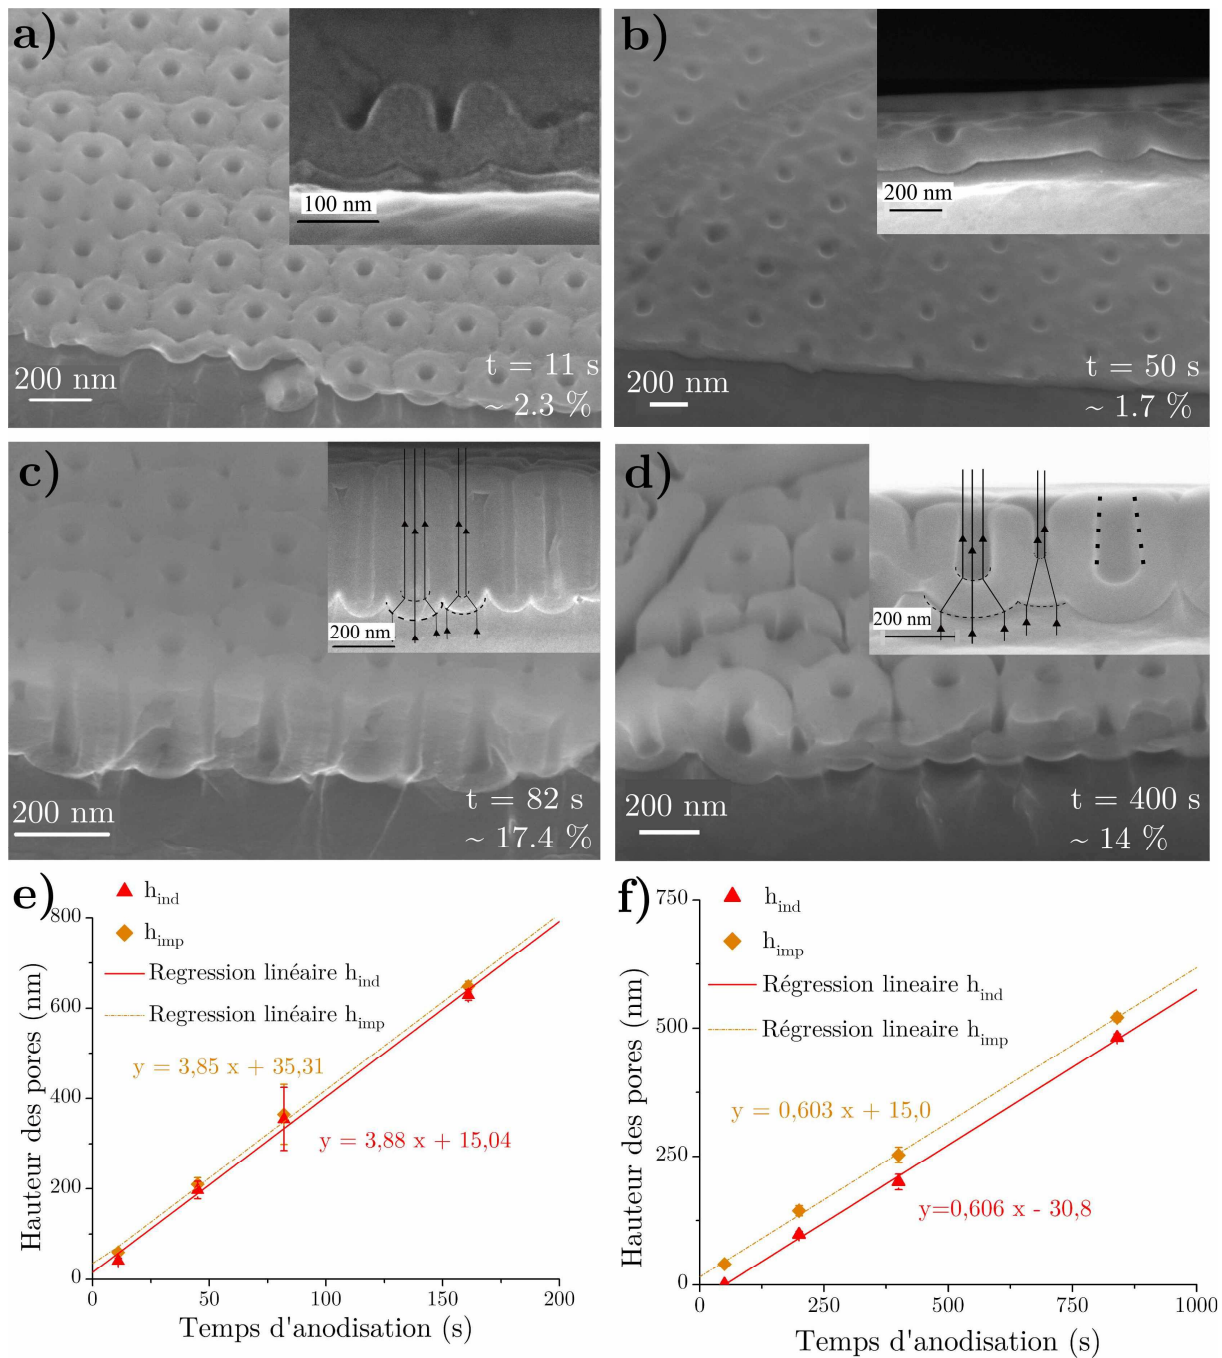 a)
100 nm
200 nm
t = 11 s
~ 2.3 %
b)
200 nm
200 nm
t = 50 s
~ 1.7 %
c)
200 nm
200 nm
t = 82 s
~ 17.4 %
d)
200 nm
200 nm
t = 400 s
~ 14 %
e)
h_ind
h_imp
Regression linéaire h_ind
Regression linéaire h_imp
y = 3,85 x + 35,31
y = 3,88 x + 15,04
Hauteur des pores (nm)
800
600
400
200
0
0 50 100 150 200
Temps d'anodisation (s)
f)
h_ind
h_imp
Régression lineaire h_ind
Régression lineaire h_imp
y = 0,603 x + 15,0
y=0,606 x - 30,8
Hauteur des pores (nm)
750
500
250
0
0 250 500 750 1000
Temps d'anodisation (s)